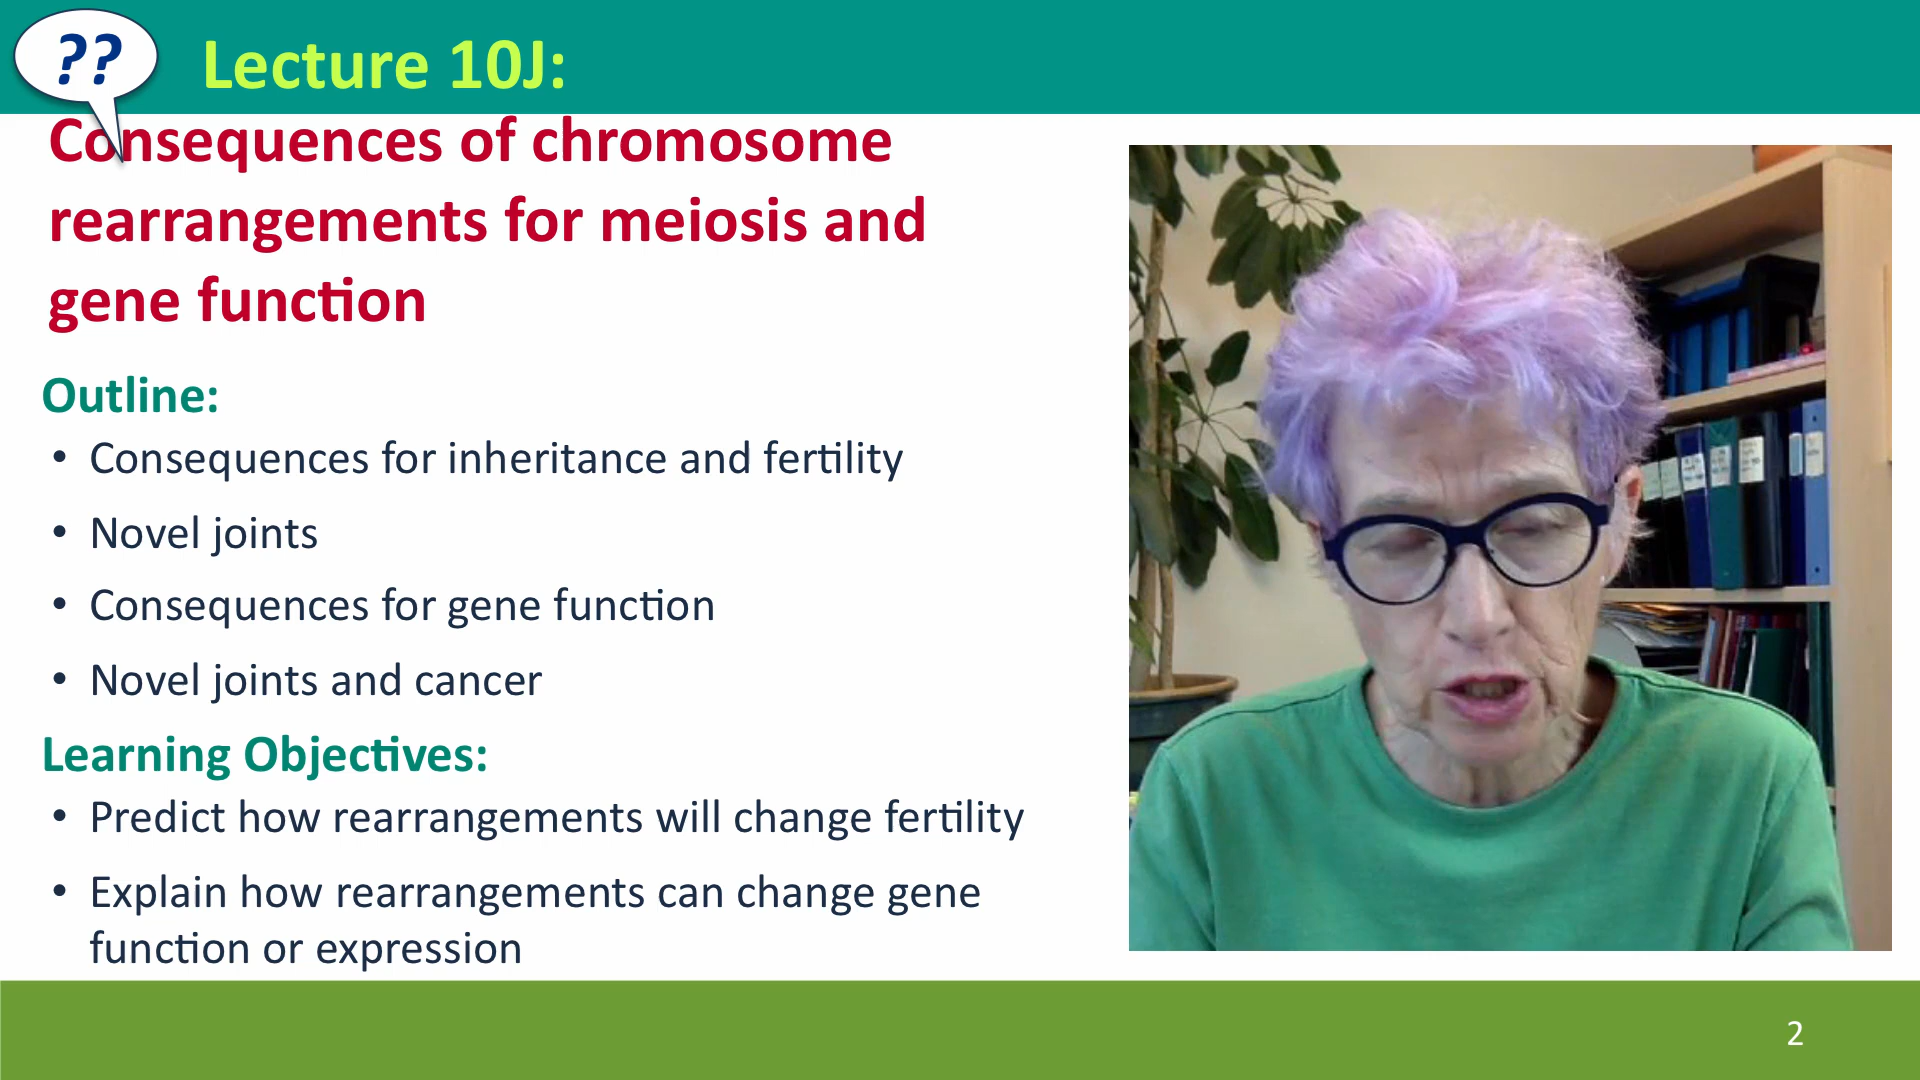 ??
Lecture 10J:
Consequences of chromosome
rearrangements for meiosis and
gene function
Outline:
• Consequences for inheritance and fertility
• Novel joints
• Consequences for gene function
• Novel joints and cancer
Learning Objectives:
• Predict how rearrangements will change fertility
• Explain how rearrangements can change gene
function or expression
2